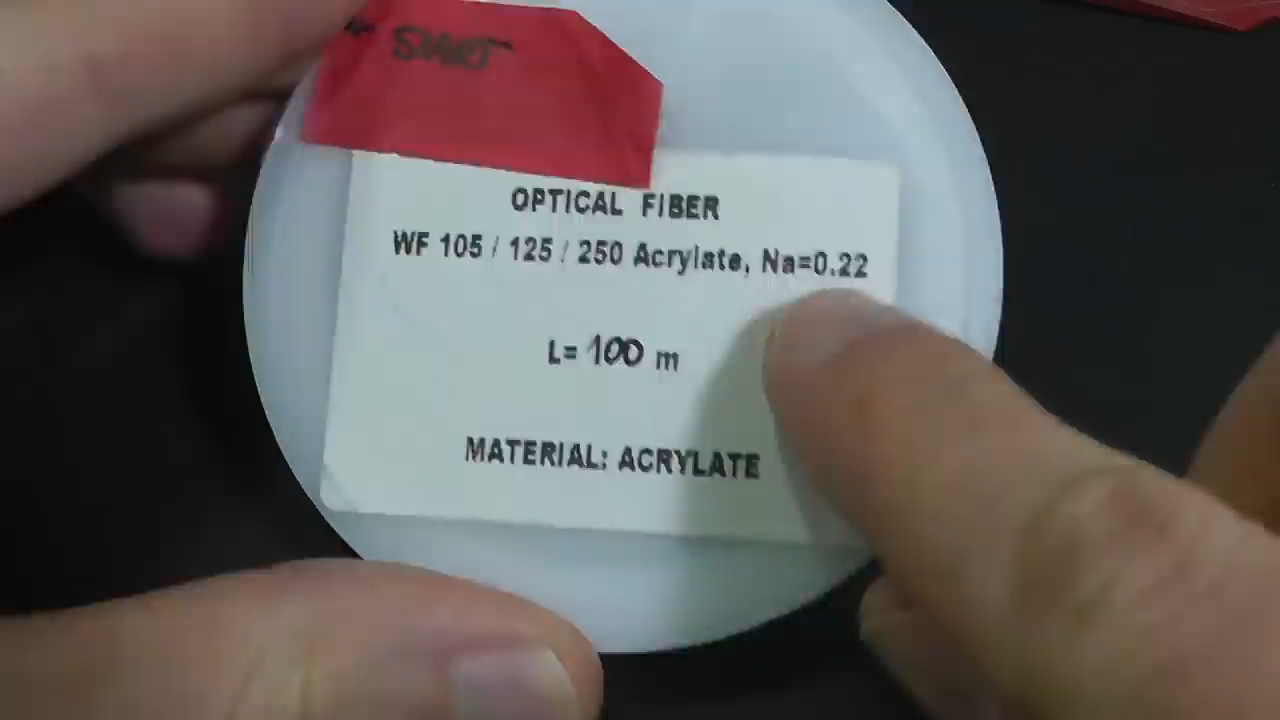 ← START
OPTICAL FIBER
WF 105 / 125 / 250 Acrylate, Na=0.22
L= 100 m
MATERIAL: ACRYLATE